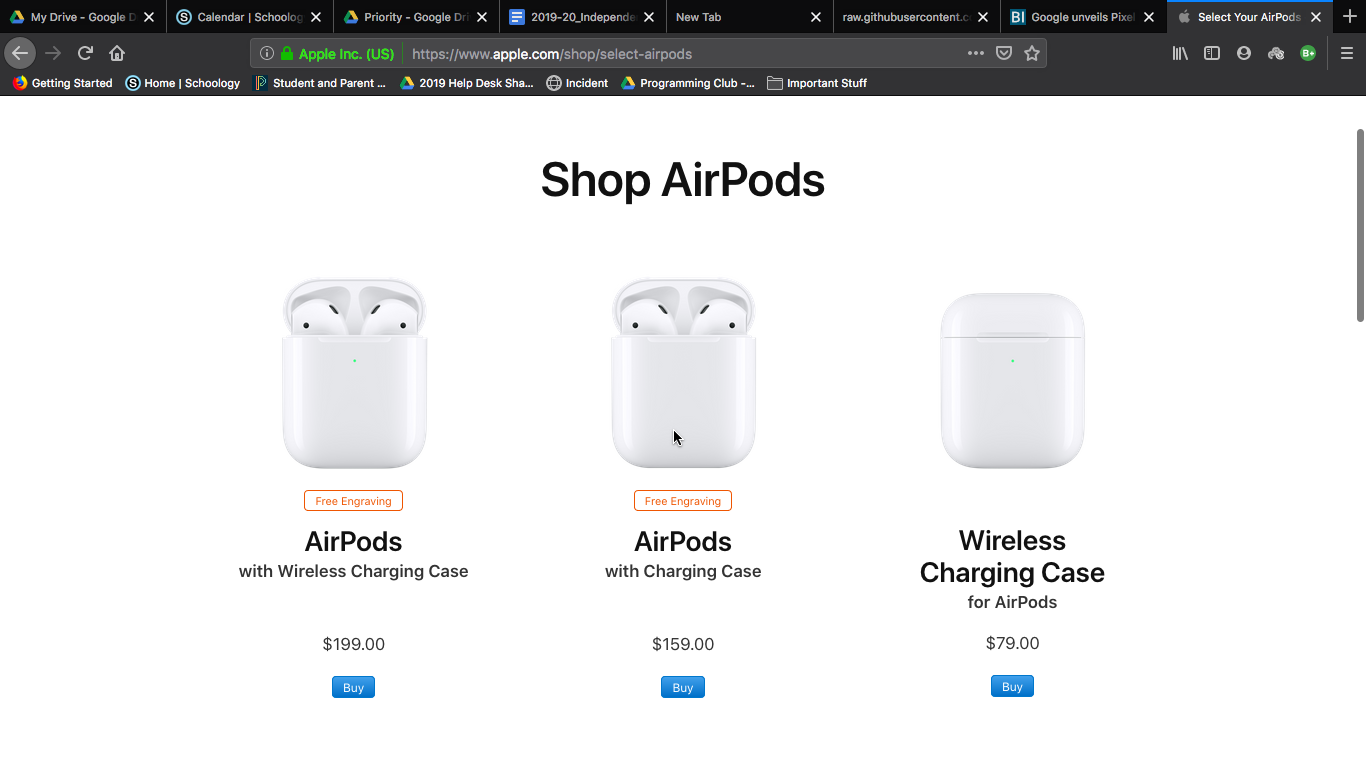 My Drive - Google D
Calendar | Schoolog
Priority - Google Dri
2019-20_Independe
New Tab
raw.githubusercontent.c
BI Google unveils Pixel
Select Your AirPods
Apple Inc. (US)
https://www.apple.com/shop/select-airpods
B+
Getting Started
S Home | Schoology
Student and Parent ...
2019 Help Desk Sha...
Incident
Programming Club -...
Important Stuff
Shop AirPods
Free Engraving
AirPods
with Wireless Charging Case
$199.00
Buy
Free Engraving
AirPods
with Charging Case
$159.00
Buy
Wireless
Charging Case
for AirPods
$79.00
Buy